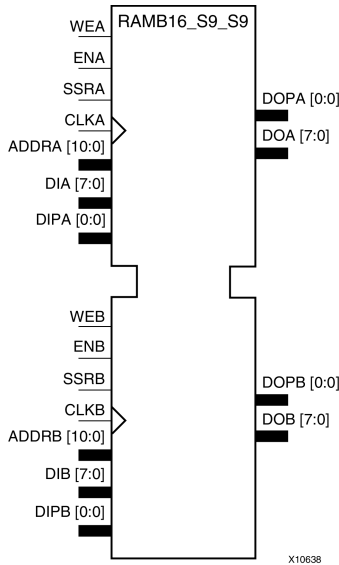 RAMB16_S9_S9
WEA
ENA
SSRA
CLKA
ADDRA [10:0]
DIA [7:0]
DIPA [0:0]
DOPA [0:0]
DOA [7:0]
WEB
ENB
SSRB
CLKB
ADDRB [10:0]
DIB [7:0]
DIPB [0:0]
DOPB [0:0]
DOB [7:0]
X10638